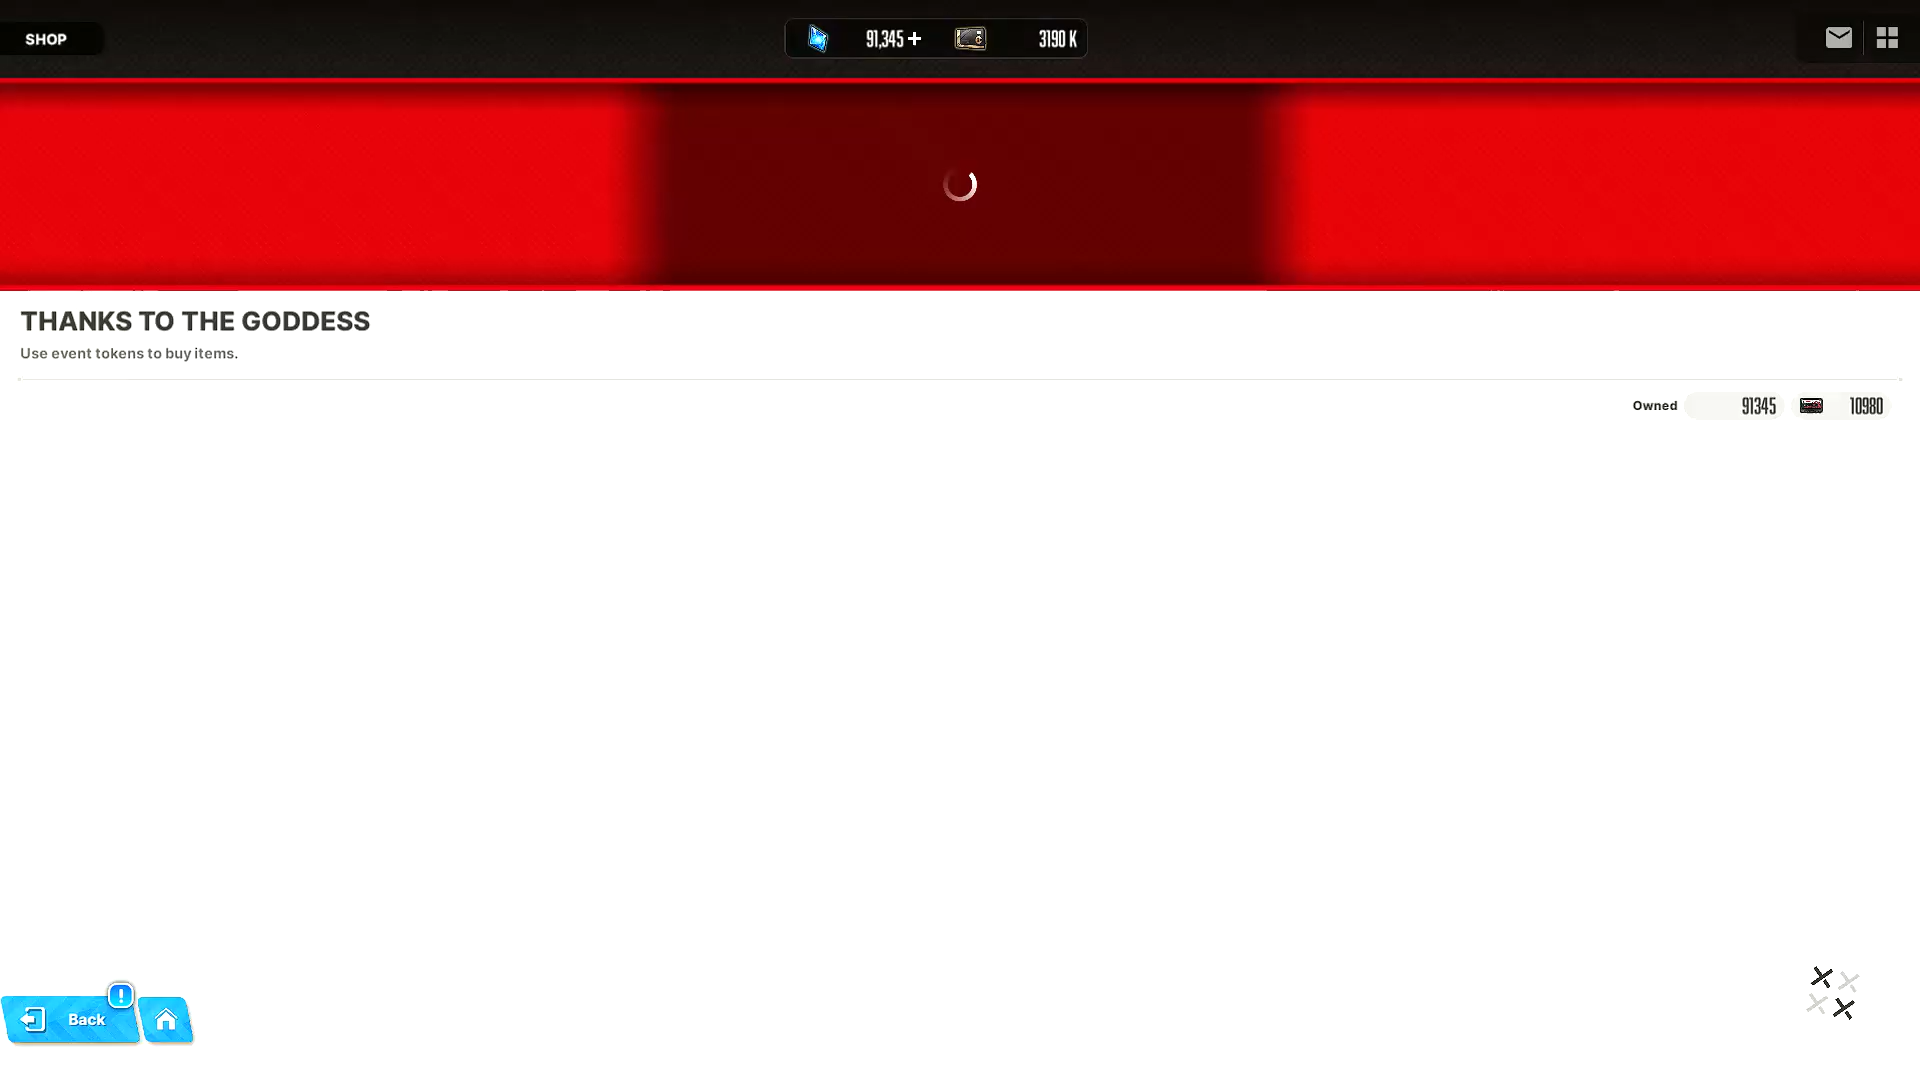 SHOP
91,345
3190 K
THANKS TO THE GODDESS
Use event tokens to buy items.
Owned 91345 10980
Back